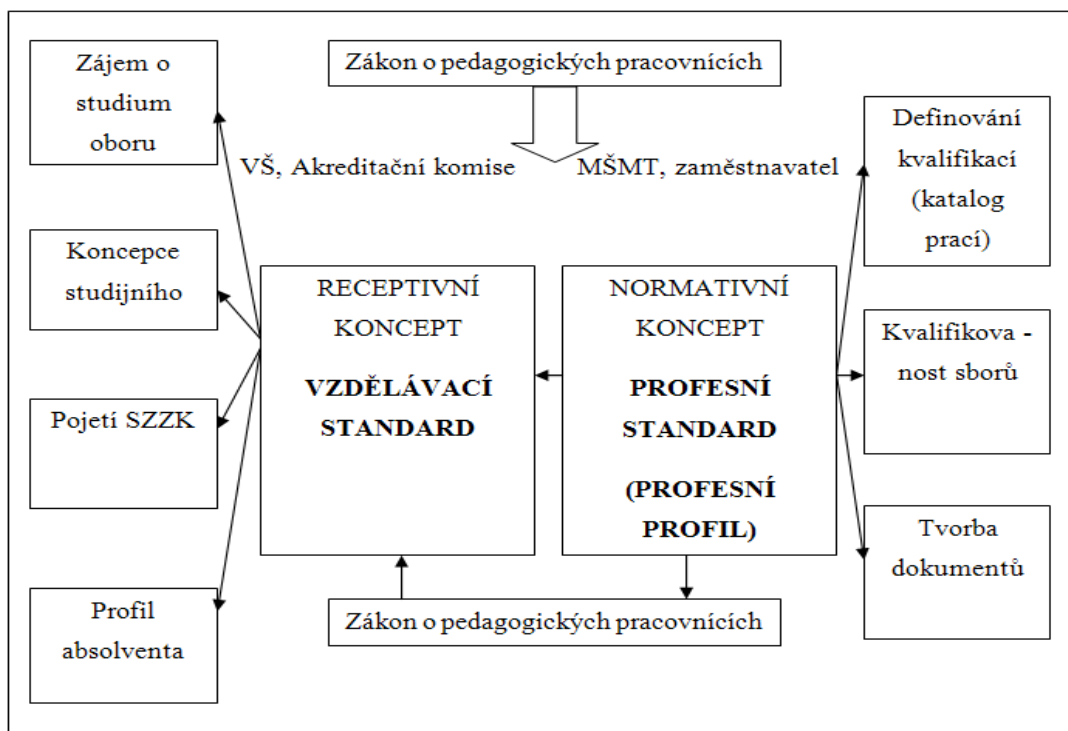 Zájem o
studium
oboru
Zákon o pedagogických pracovnících
Definování
kvalifikací
(katalog
prací)
VŠ, Akreditační komise
MŠMT, zaměstnavatel
Koncepce
studijního
RECEPTIVNÍ
KONCEPT
VZDĚLÁVACÍ
STANDARD
NORMATIVNÍ
KONCEPT
PROFESNÍ
STANDARD
(PROFESNÍ
PROFIL)
Kvalifikova -
nost sborů
Pojetí SZZK
Tvorba
dokumentů
Profil
absolventa
Zákon o pedagogických pracovnících